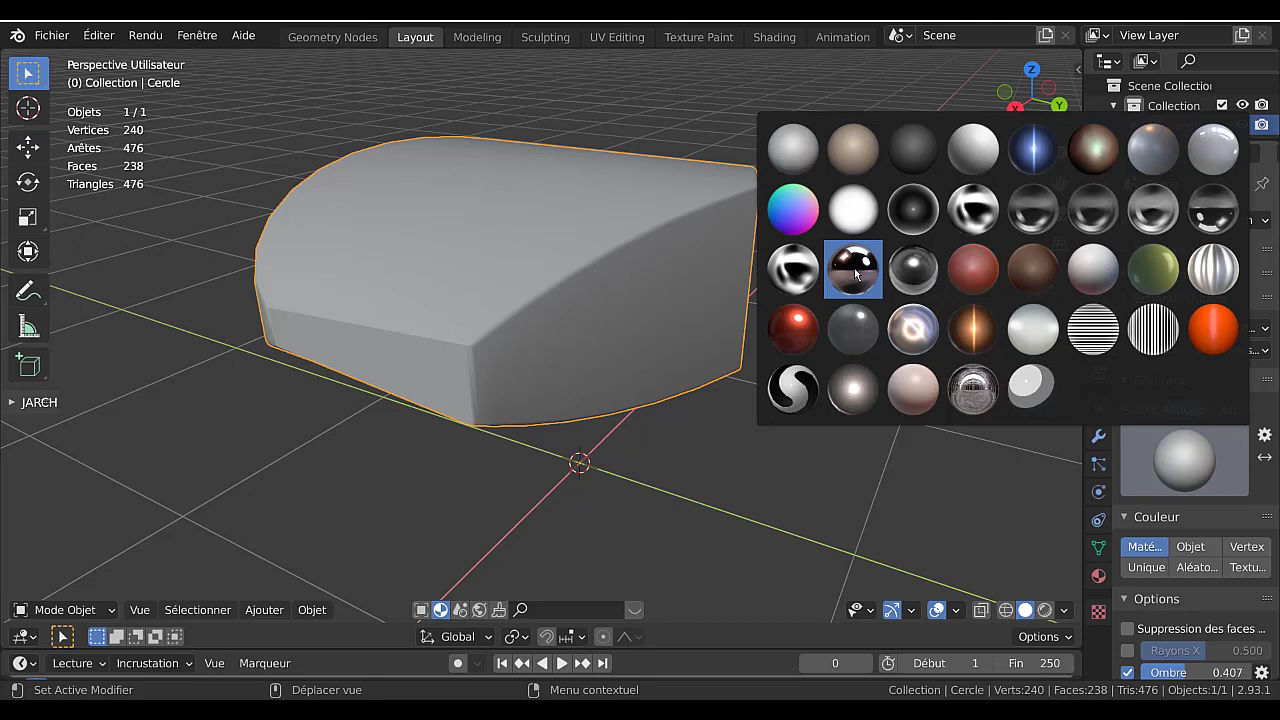 Fichier Éditer Rendu Fenêtre Aide Geometry Nodes Layout Modeling Sculpting UV Editing Texture Paint Shading Animation Scene View Layer
Perspective Utilisateur
(0) Collection | Cercle
Objets 1 / 1
Vertices 240
Arêtes 476
Faces 238
Triangles 476
JARCH
Z
X
Y
Scene Collection
Collection
Couleur
Maté... Objet Vertex
Unique Aléato... Textu...
Options
Suppression des faces ...
Rayons X 0.500
Ombre 0.407
Mode Objet Vue Sélectionner Ajouter Objet
Global Options
Lecture Incrustation Vue Marqueur 0 Début 1 Fin 250
Set Active Modifier Déplacer vue Menu contextuel Collection | Cercle | Verts:240 | Faces:238 | Tris:476 | Objects:1/1 | 2.93.1